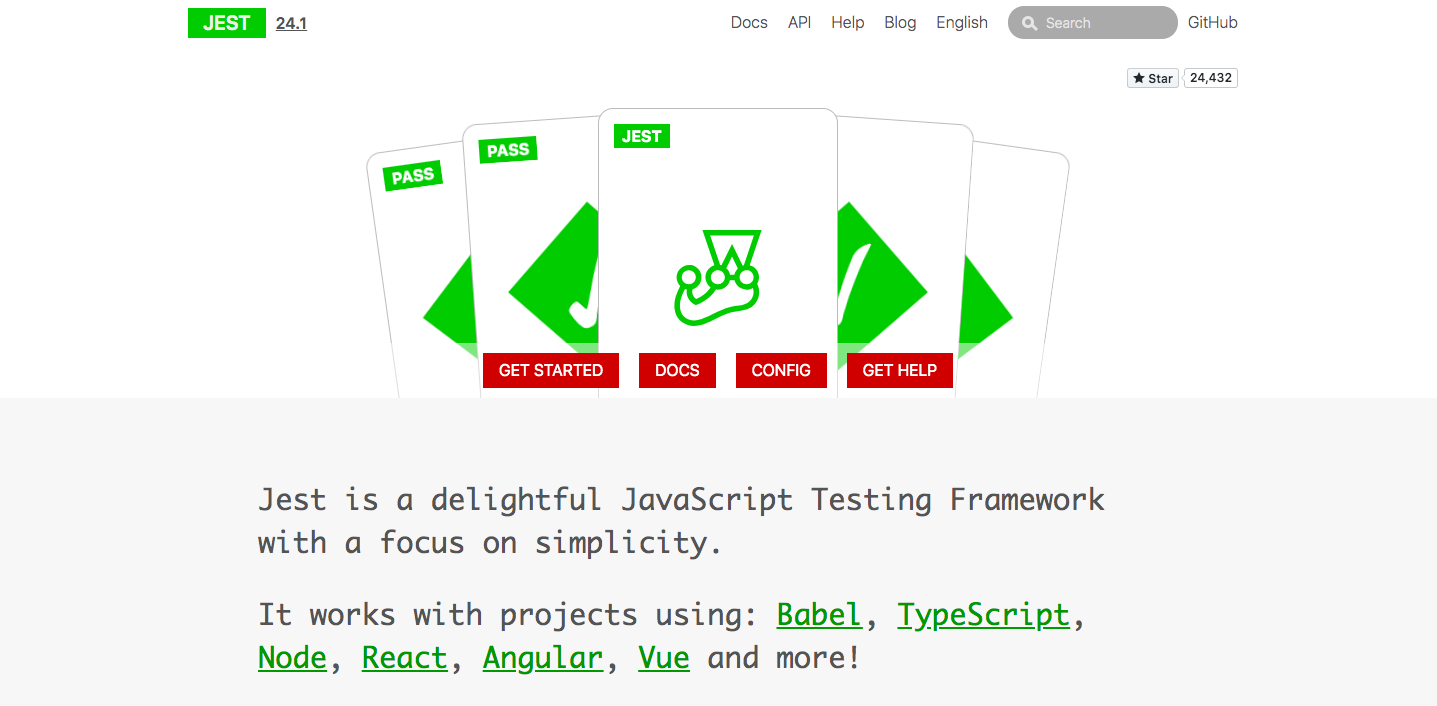 JEST 24.1 Docs API Help Blog English Search GitHub
Star 24,432
JEST
PASS
PASS
GET STARTED DOCS CONFIG GET HELP
Jest is a delightful JavaScript Testing Framework
with a focus on simplicity.
It works with projects using: Babel, TypeScript,
Node, React, Angular, Vue and more!